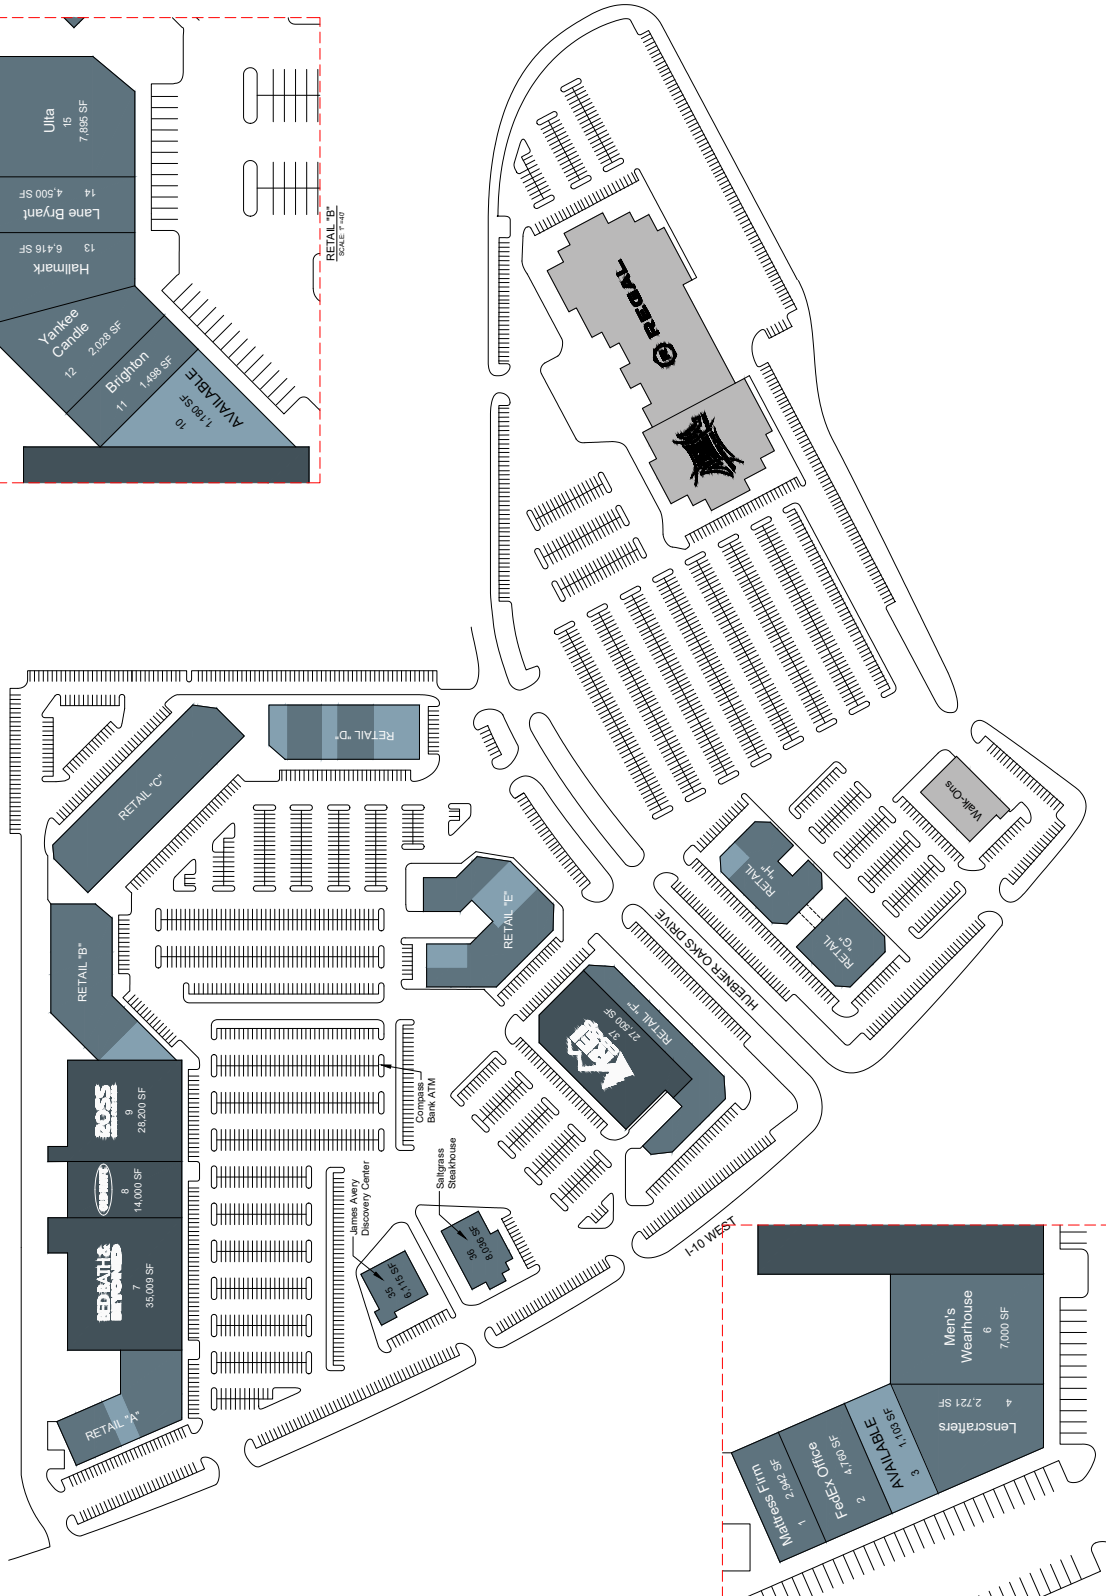 Ulta
15
7,895 SF
Lane Bryant
14 4,500 SF
Hallmark
13 6,416 SF
Yankee
Candle
12 2,028 SF
Brighton
11 1,498 SF
AVAILABLE
10
1,180 SF
RETAIL "B"
SCALE: 1"=40'
REGAL
RETAIL "D"
RETAIL "C"
RETAIL "B"
RETAIL "E"
Walk-Ons
RETAIL
"H"
RETAIL
"G"
HUEBNER OAKS DRIVE
RETAIL "F"
37
27,500 SF
ROSS
9
28,200 SF
8
14,000 SF
BED BATH &
BEYOND
7
35,009 SF
RETAIL "A"
Compass
Bank ATM
Saltgrass
Steakhouse
James Avery
Discovery Center
36
8,036 SF
35
6,115 SF
I-10 WEST
Men's
Wearhouse
6
7,000 SF
Lenscrafters
4 2,721 SF
AVAILABLE
3 1,103 SF
FedEx Office
2 4,760 SF
Mattress Firm
1 2,942 SF